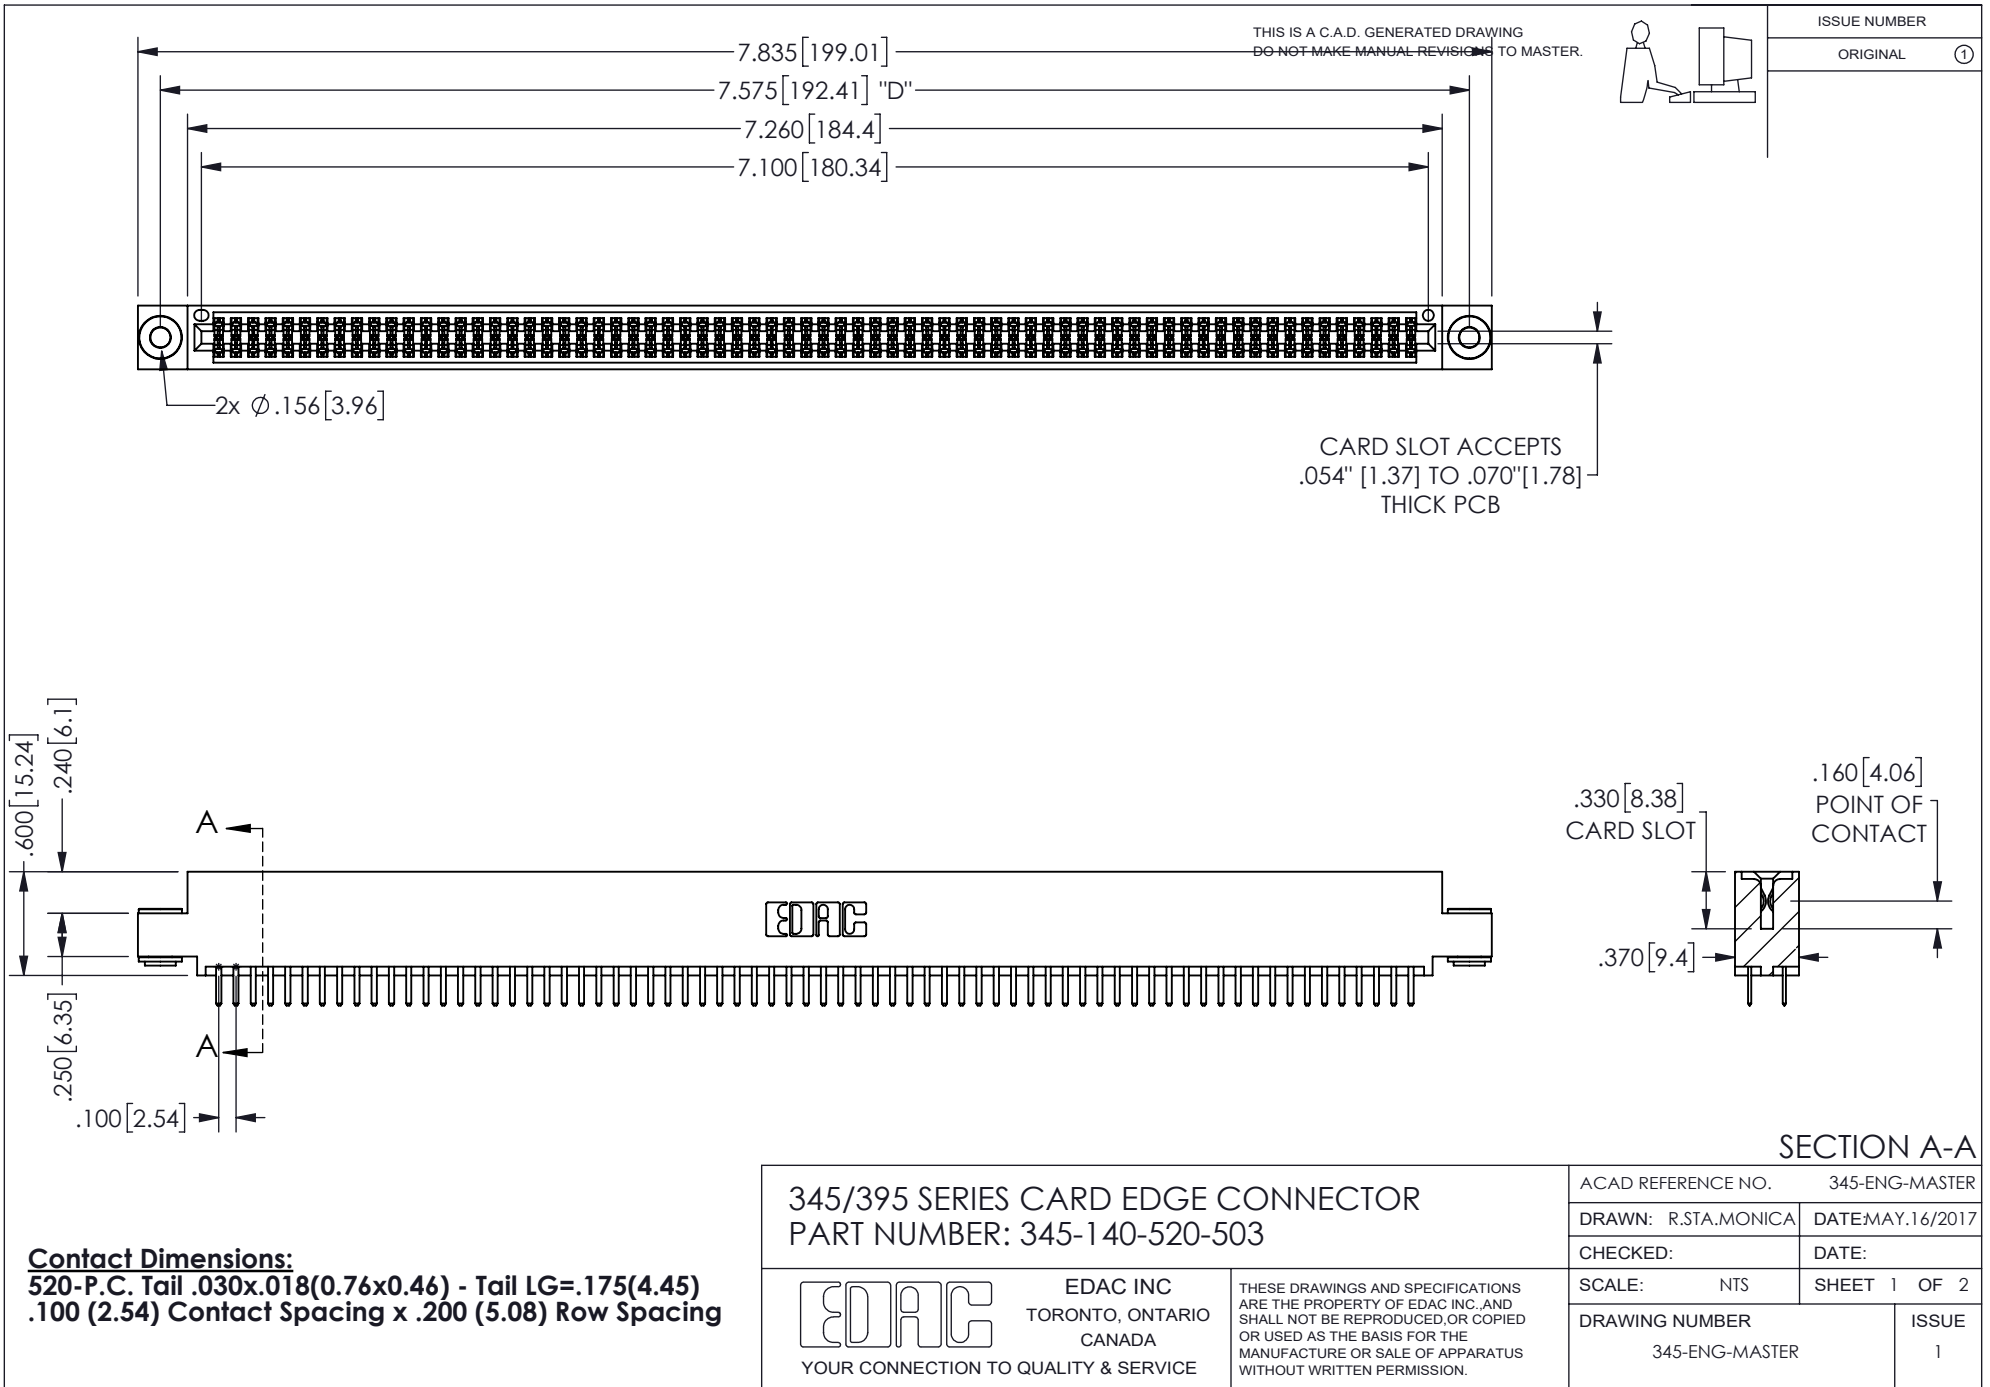 THIS IS A C.A.D. GENERATED DRAWING
DO NOT MAKE MANUAL REVISIONS TO MASTER.
ISSUE NUMBER
ORIGINAL 1
7.835[199.01]
7.575[192.41] "D"
7.260[184.4]
7.100[180.34]
2x Ø.156[3.96]
CARD SLOT ACCEPTS
.054" [1.37] TO .070"[1.78]
THICK PCB
.600[15.24]
.240[6.1]
.250[6.35]
.100[2.54]
A
A
EDAC
.330[8.38]
CARD SLOT
.160[4.06]
POINT OF
CONTACT
.370[9.4]
SECTION A-A
Contact Dimensions:
520-P.C. Tail .030x.018(0.76x0.46) - Tail LG=.175(4.45)
.100 (2.54) Contact Spacing x .200 (5.08) Row Spacing
345/395 SERIES CARD EDGE CONNECTOR
PART NUMBER: 345-140-520-503
EDAC
EDAC INC
TORONTO, ONTARIO
CANADA
YOUR CONNECTION TO QUALITY & SERVICE
THESE DRAWINGS AND SPECIFICATIONS
ARE THE PROPERTY OF EDAC INC.,AND
SHALL NOT BE REPRODUCED,OR COPIED
OR USED AS THE BASIS FOR THE
MANUFACTURE OR SALE OF APPARATUS
WITHOUT WRITTEN PERMISSION.
ACAD REFERENCE NO. 345-ENG-MASTER
DRAWN: R.STA.MONICA DATE:MAY.16/2017
CHECKED: DATE:
SCALE: NTS SHEET 1 OF 2
DRAWING NUMBER ISSUE
345-ENG-MASTER 1